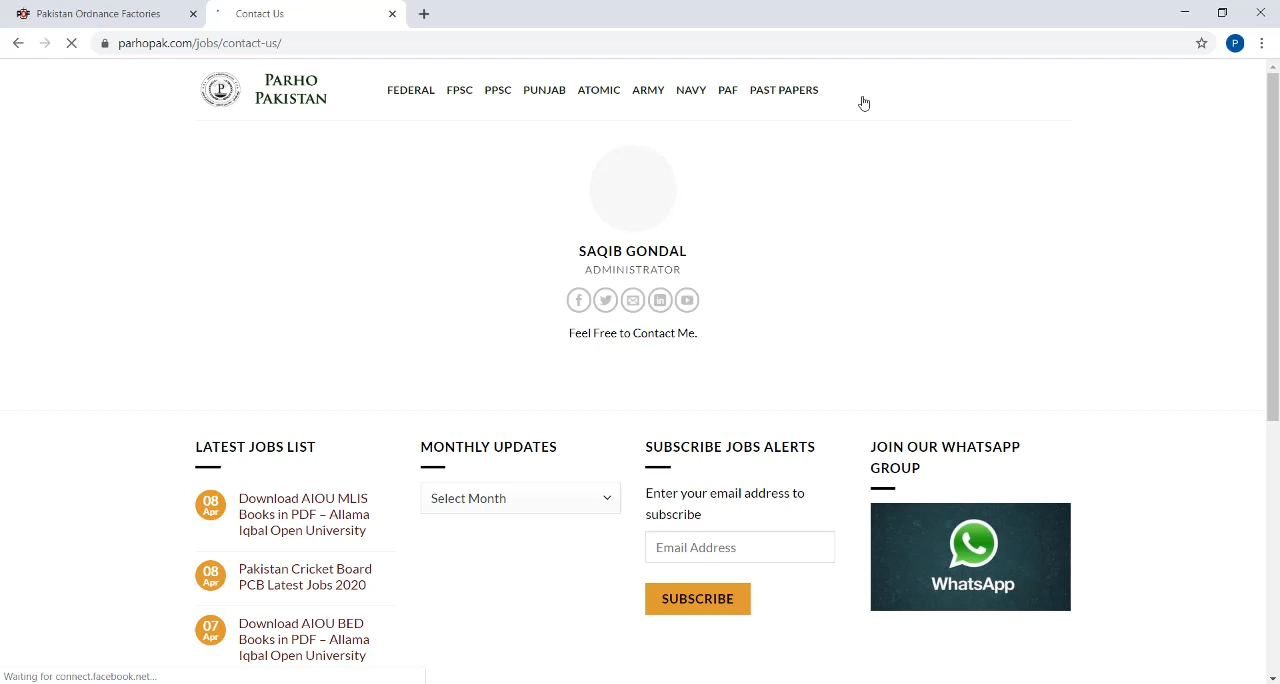 Pakistan Ordnance Factories
Contact Us
parhopak.com/jobs/contact-us/
P
P
PARHO
PAKISTAN
FEDERAL FPSC PPSC PUNJAB ATOMIC ARMY NAVY PAF PAST PAPERS
SAQIB GONDAL
ADMINISTRATOR
Feel Free to Contact Me.
LATEST JOBS LIST
08
Apr
Download AIOU MLIS
Books in PDF – Allama
Iqbal Open University
08
Apr
Pakistan Cricket Board
PCB Latest Jobs 2020
07
Apr
Download AIOU BED
Books in PDF – Allama
Iqbal Open University
MONTHLY UPDATES
Select Month
SUBSCRIBE JOBS ALERTS
Enter your email address to
subscribe
Email Address
SUBSCRIBE
JOIN OUR WHATSAPP
GROUP
WhatsApp
Waiting for connect.facebook.net...